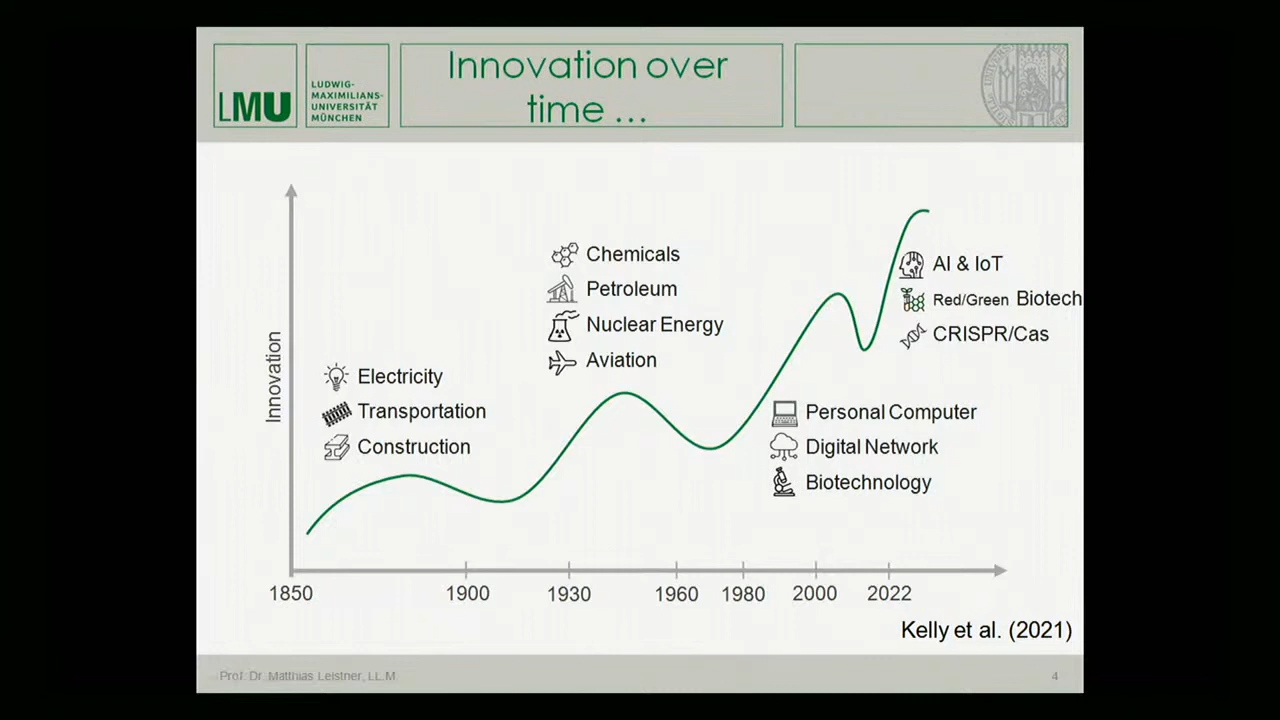 LMU
LUDWIG-
MAXIMILIANS-
UNIVERSITÄT
MÜNCHEN
Innovation over
time ...
Innovation
Electricity
Transportation
Construction
Chemicals
Petroleum
Nuclear Energy
Aviation
Personal Computer
Digital Network
Biotechnology
AI & IoT
Red/Green Biotech
CRISPR/Cas
1850
1900
1930
1960
1980
2000
2022
Kelly et al. (2021)
Prof. Dr. Matthias Leistner, LL.M
4